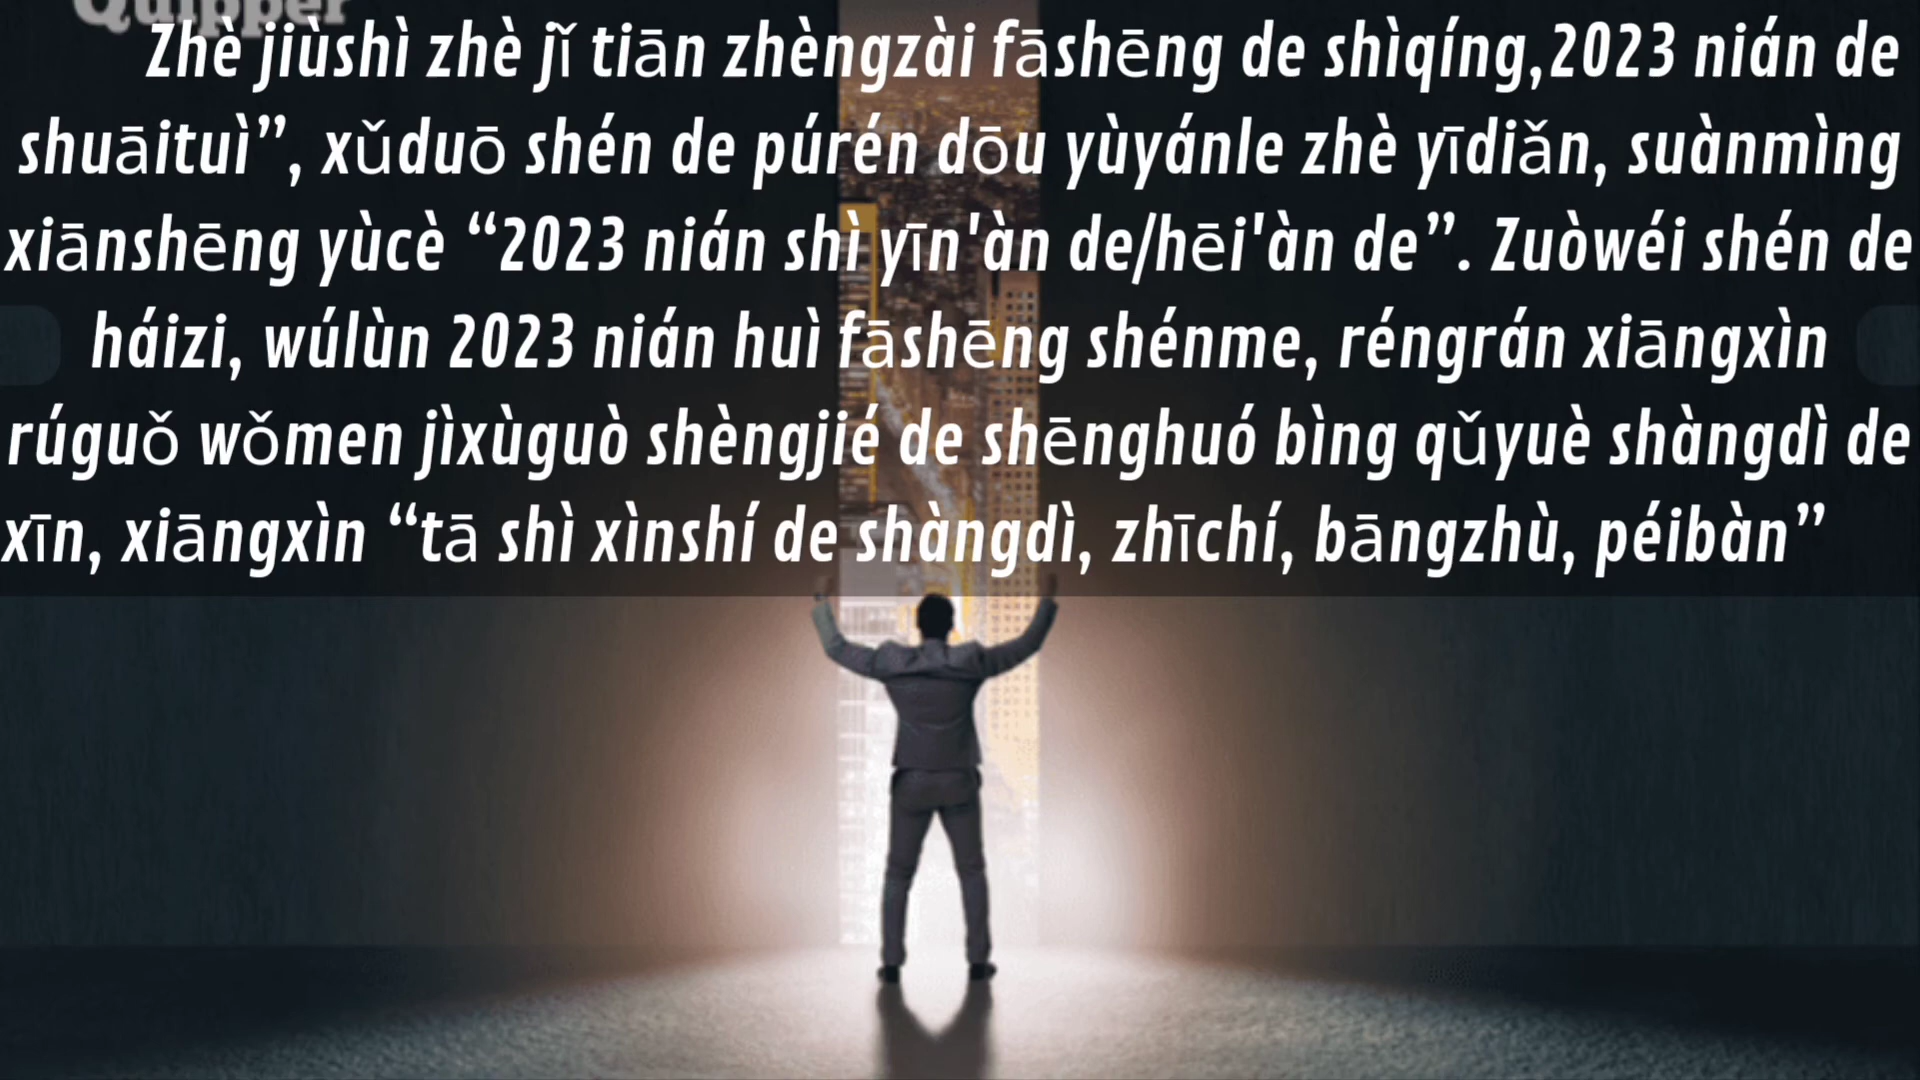 Quipper
Zhè jiùshì zhè jǐ tiān zhèngzài fāshēng de shìqíng,2023 nián de
shuāituì”, xǔduō shén de púrén dōu yùyánle zhè yīdiǎn, suànmìng
xiānshēng yùcè “2023 nián shì yīn'àn de/hēi'àn de”. Zuòwéi shén de
háizi, wúlùn 2023 nián huì fāshēng shénme, réngrán xiāngxìn
rúguǒ wǒmen jìxùguò shèngjié de shēnghuó bìng qǔyuè shàngdì de
xīn, xiāngxìn “tā shì xìnshí de shàngdì, zhīchí, bāngzhù, péibàn”